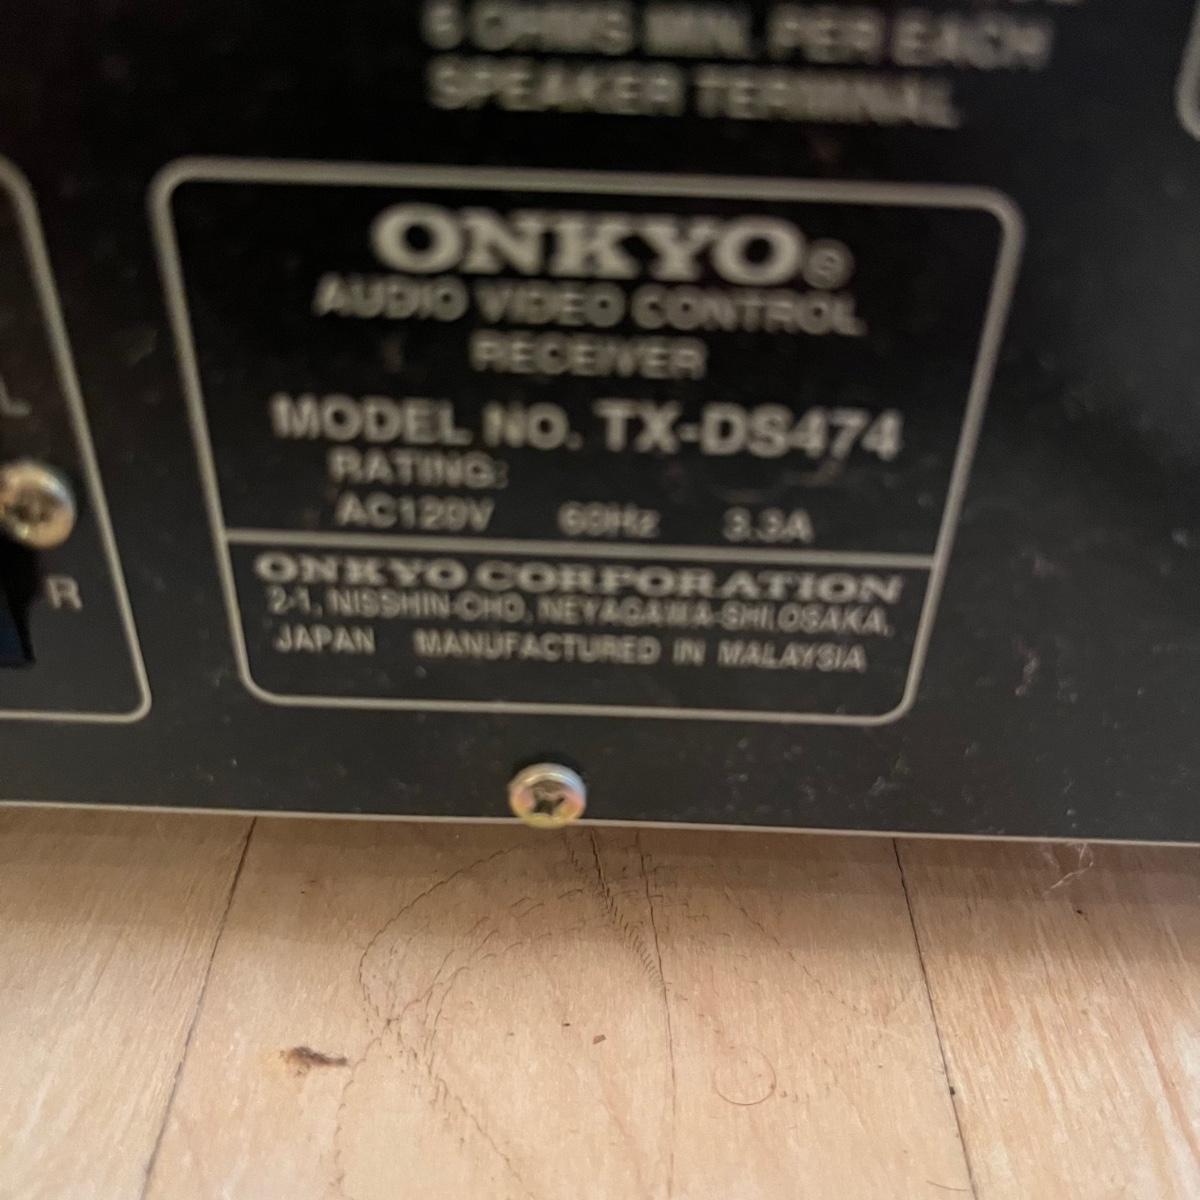 6 OHMS MIN. PER EACH
SPEAKER TERMINAL
ONKYO®
AUDIO VIDEO CONTROL
RECEIVER
MODEL NO. TX-DS474
RATING:
AC120V 60Hz 3.3A
ONKYO CORPORATION
2-1, NISSHIN-CHO, NEYAGAWA-SHI, OSAKA,
JAPAN MANUFACTURED IN MALAYSIA
L
R